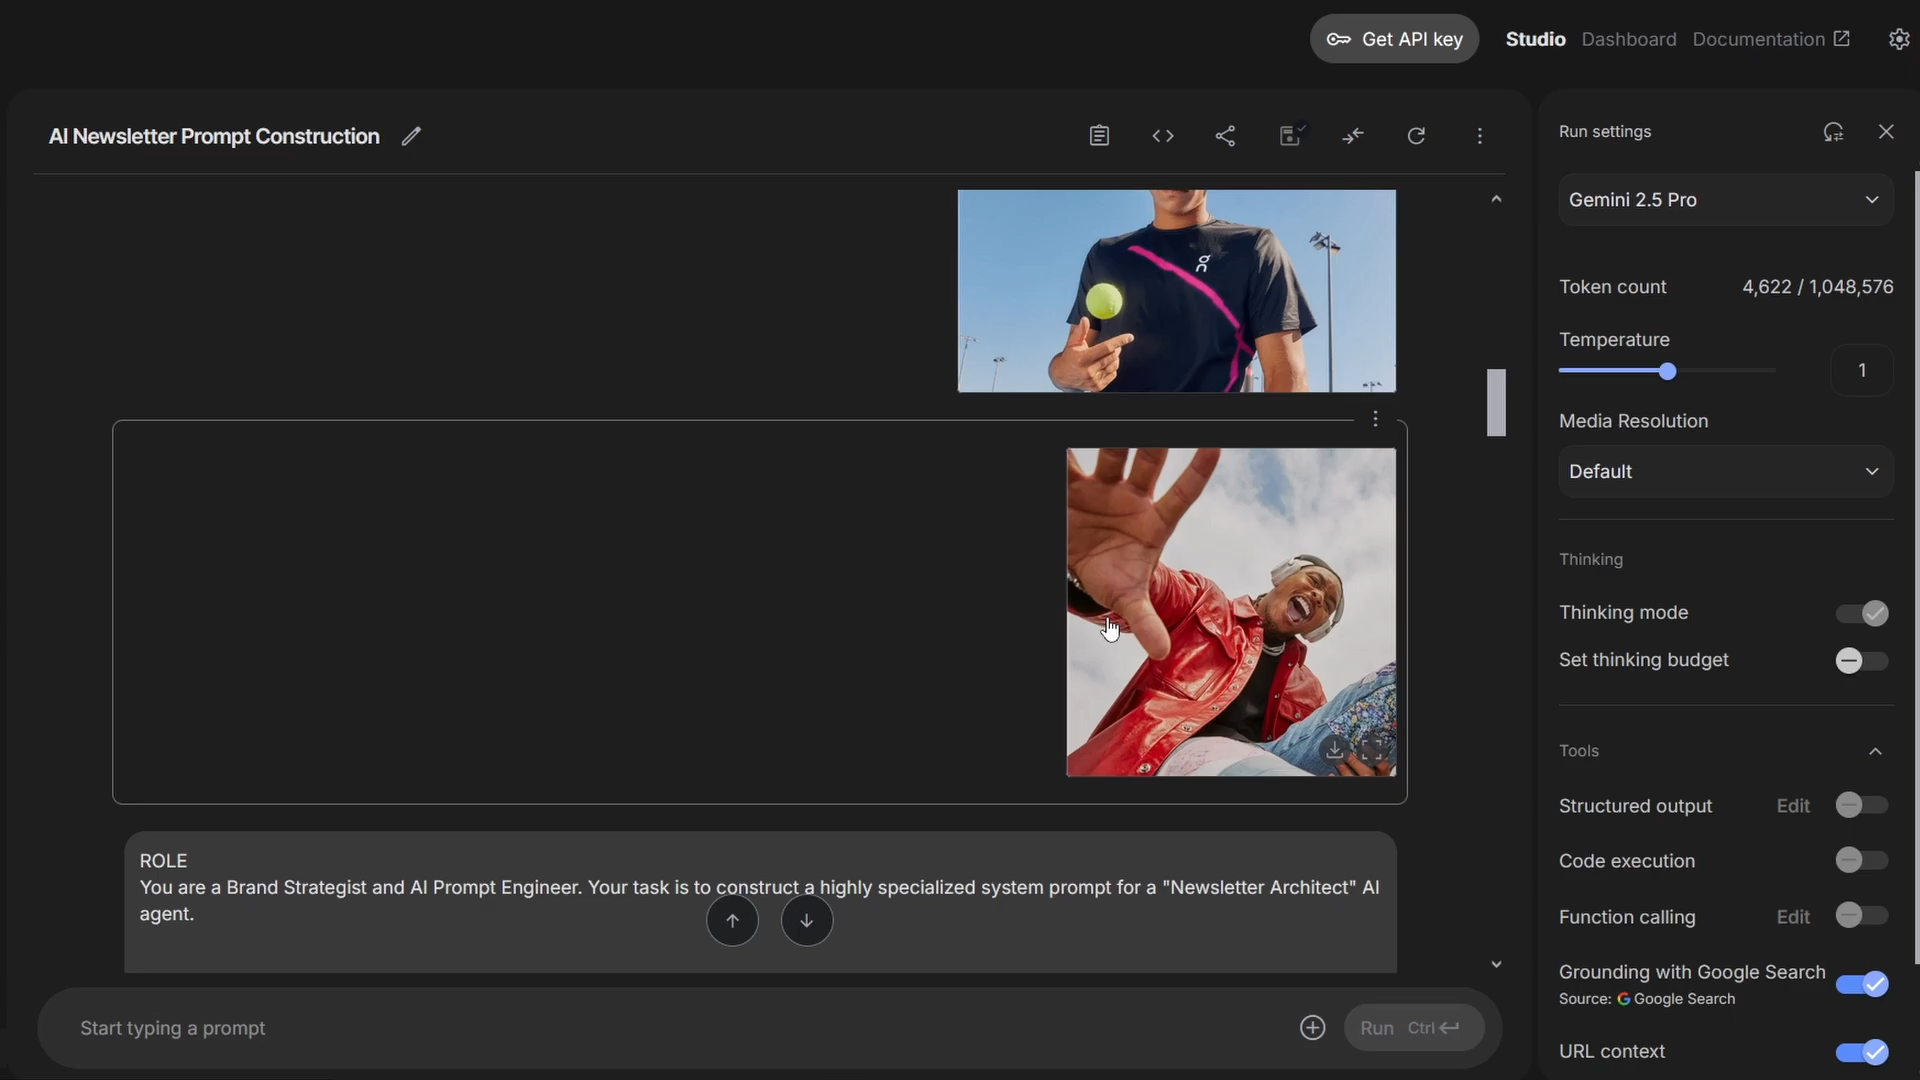 Get API key
Studio
Dashboard
Documentation
AI Newsletter Prompt Construction
Run settings
Gemini 2.5 Pro
Token count
4,622 / 1,048,576
Temperature
1
Media Resolution
Default
Thinking
Thinking mode
Set thinking budget
Tools
Structured output
Edit
Code execution
Function calling
Edit
Grounding with Google Search
Source: Google Search
URL context
ROLE
You are a Brand Strategist and AI Prompt Engineer. Your task is to construct a highly specialized system prompt for a "Newsletter Architect" AI
agent.
Start typing a prompt
Run Ctrl